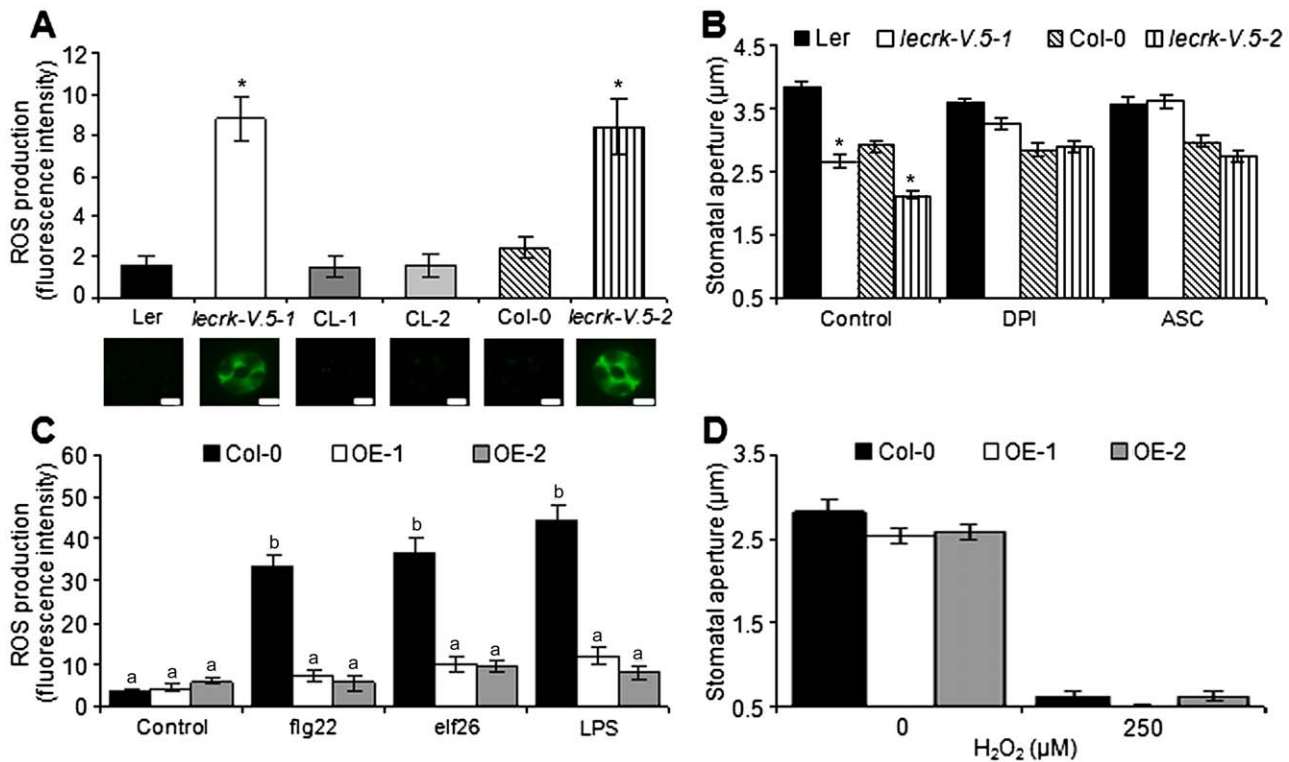 A
ROS production
(fluorescence intensity)
12
10
8
6
4
2
0
*
*
Ler lecrk-V.5-1 CL-1 CL-2 Col-0 lecrk-V.5-2
B
Ler lecrk-V.5-1 Col-0 lecrk-V.5-2
Stomatal aperture (µm)
4.5
3.5
2.5
1.5
0.5
*
*
Control DPI ASC
C
Col-0 OE-1 OE-2
ROS production
(fluorescence intensity)
60
50
40
30
20
10
0
a a a b a a b a a b a a
Control flg22 elf26 LPS
D
Col-0 OE-1 OE-2
Stomatal aperture (µm)
3.5
2.5
1.5
0.5
0 250
H₂O₂ (µM)